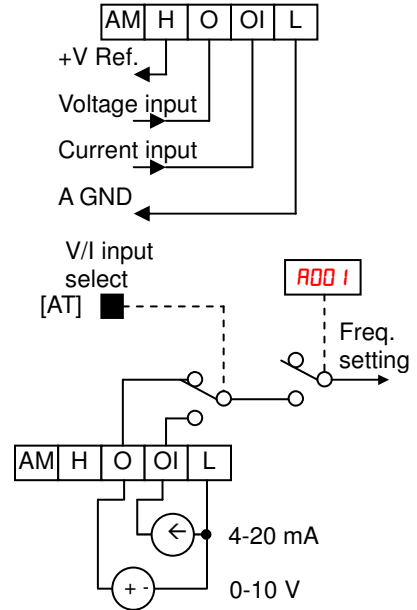 AM H O OI L
+V Ref.
Voltage input
Current input
A GND
V/I input
select
[AT]
A001
Freq.
setting
AM H O OI L
4-20 mA
+ -
0-10 V